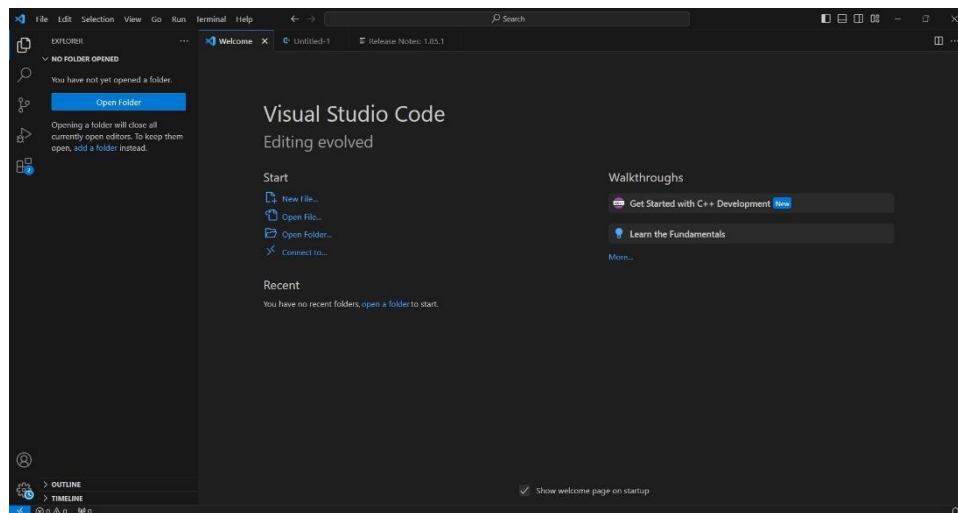 File Edit Selection View Go Run Terminal Help Search
EXPLORER
Welcome Untitled-1 Release Notes: 1.85.1
NO FOLDER OPENED
You have not yet opened a folder.
Open Folder
Opening a folder will close all
currently open editors. To keep them
open, add a folder instead.
Visual Studio Code
Editing evolved
Start
New File...
Open File...
Open Folder...
Connect to...
Recent
You have no recent folders, open a folder to start.
Walkthroughs
Get Started with C++ Development New
Learn the Fundamentals
More...
Show welcome page on startup
OUTLINE
TIMELINE